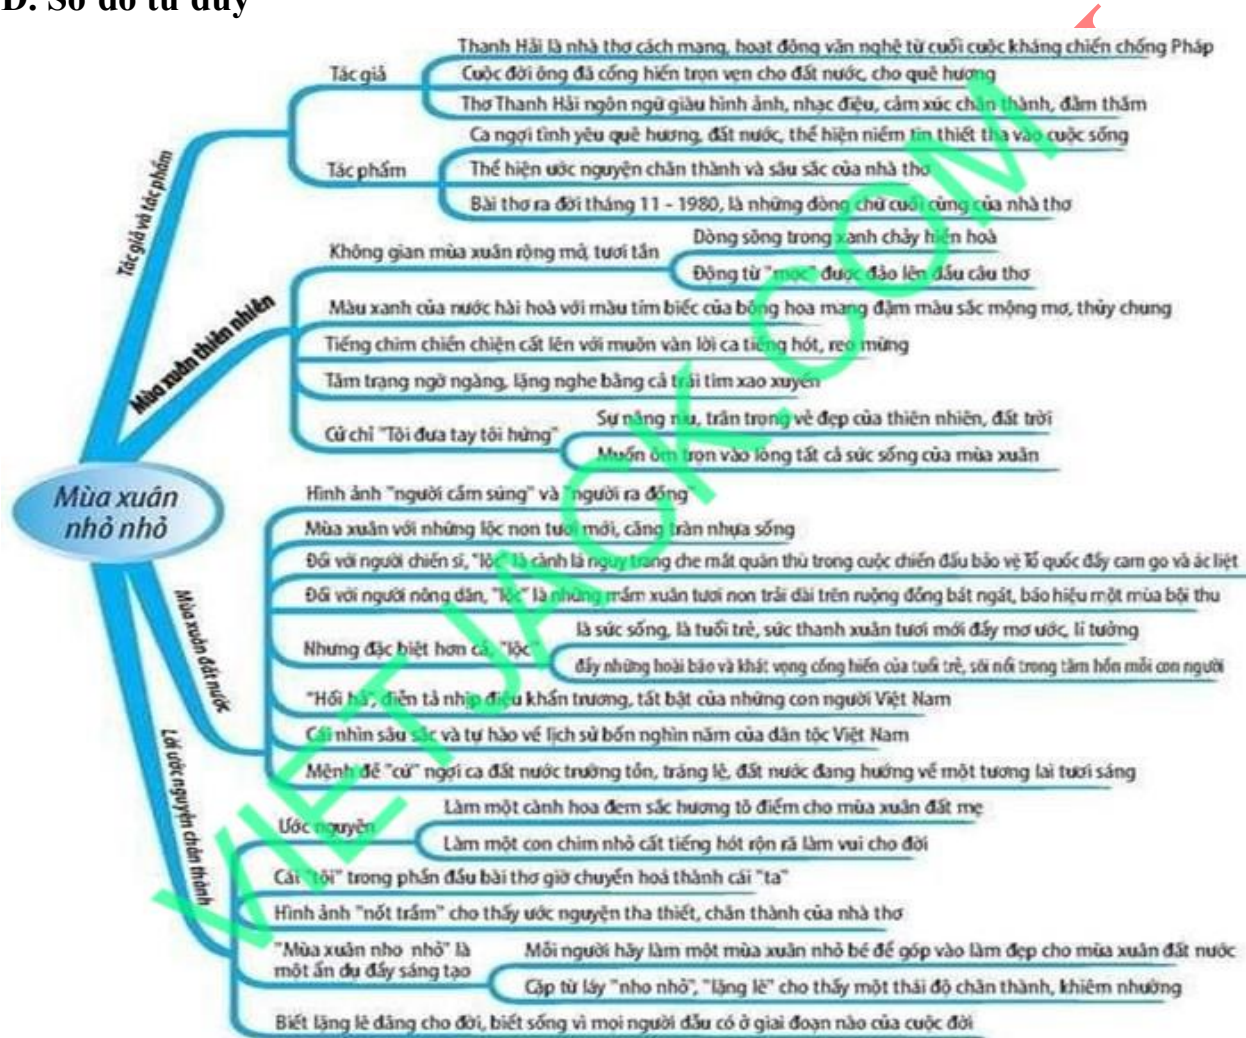 D. Sơ đồ tư duy
Thanh Hải là nhà thơ cách mạng, hoạt động văn nghệ từ cuối cuộc kháng chiến chống Pháp
Tác giả
Cuộc đời ông đã cống hiến trọn vẹn cho đất nước, cho quê hương
Thơ Thanh Hải ngôn ngữ giàu hình ảnh, nhạc điệu, cảm xúc chân thành, đằm thắm
Tác giả và tác phẩm
Ca ngợi tình yêu quê hương, đất nước, thể hiện niềm tin thiết tha vào cuộc sống
Tác phẩm
Thể hiện ước nguyện chân thành và sâu sắc của nhà thơ
Bài thơ ra đời tháng 11 - 1980, là những dòng chữ cuối cùng của nhà thơ
Mùa xuân thiên nhiên
Không gian mùa xuân rộng mở, tươi tắn
Dòng sông trong xanh chảy hiền hoà
Động từ "mọc" được đảo lên đầu câu thơ
Màu xanh của nước hài hoà với màu tím biếc của bông hoa mang đậm màu sắc mộng mơ, thủy chung
Tiếng chim chiền chiện cất lên với muôn vàn lời ca tiếng hót, reo mừng
Tâm trạng ngỡ ngàng, lặng nghe bằng cả trái tim xao xuyến
Cử chỉ "Tôi đưa tay tôi hứng"
Sự nâng niu, trân trọng vẻ đẹp của thiên nhiên, đất trời
Muốn ôm trọn vào lòng tất cả sức sống của mùa xuân
Mùa xuân
nhỏ nhỏ
Mùa xuân đất nước
Hình ảnh "người cầm súng" và "người ra đồng"
Mùa xuân với những lộc non tươi mới, căng tràn nhựa sống
Đối với người chiến sĩ, "lộc" là cành lá nguỵ trang che mắt quân thù trong cuộc chiến đấu bảo vệ Tổ quốc đầy cam go và ác liệt
Đối với người nông dân, "lộc" là những mầm xuân tươi non trải dài trên ruộng đồng bát ngát, báo hiệu một mùa bội thu
Nhưng đặc biệt hơn cả, "lộc"
là sức sống, là tuổi trẻ, sức thanh xuân tươi mới đầy mơ ước, lí tưởng
đầy những hoài bão và khát vọng cống hiến của tuổi trẻ, sôi nổi trong tâm hồn mỗi con người
"Hối hả", diễn tả nhịp điệu khẩn trương, tất bật của những con người Việt Nam
Cái nhìn sâu sắc và tự hào về lịch sử bốn nghìn năm của dân tộc Việt Nam
Mệnh đề "cứ" ngợi ca đất nước trường tồn, tráng lệ, đất nước đang hướng về một tương lai tươi sáng
Lời ước nguyện chân thành
Ước nguyện
Làm một cành hoa đem sắc hương tô điểm cho mùa xuân đất mẹ
Làm một con chim nhỏ cất tiếng hót rộn rã làm vui cho đời
Cái "tôi" trong phần đầu bài thơ giờ chuyển hoá thành cái "ta"
Hình ảnh "nốt trầm" cho thấy ước nguyện tha thiết, chân thành của nhà thơ
"Mùa xuân nho nhỏ" là
một ẩn dụ đầy sáng tạo
Mỗi người hãy làm một mùa xuân nhỏ bé để góp vào làm đẹp cho mùa xuân đất nước
Cặp từ láy "nho nhỏ", "lặng lẽ" cho thấy một thái độ chân thành, khiêm nhường
Biết lặng lẽ dâng cho đời, biết sống vì mọi người dẫu có ở giai đoạn nào của cuộc đời
VIETJACK.COM